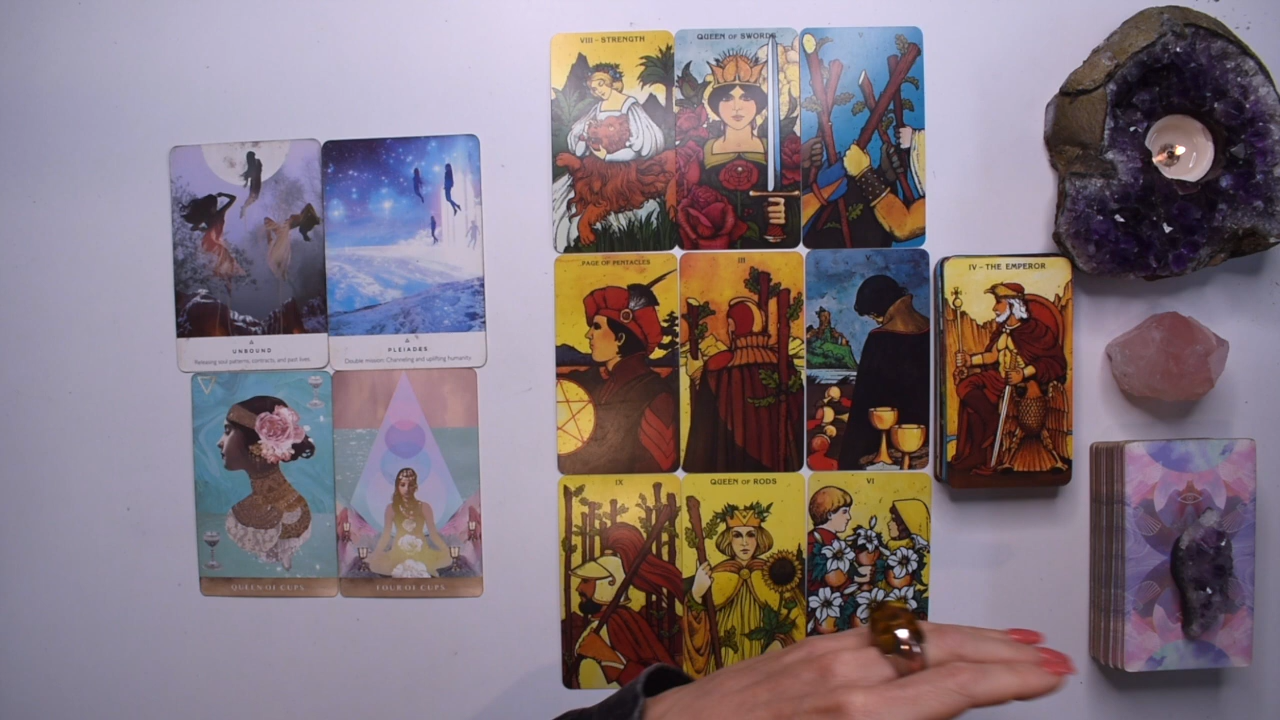 VIII - STRENGTH
QUEEN OF SWORDS
V
UNBOUND
Releasing soul patterns, contracts, and past lives
PLEIADES
Double mission: Channeling and uplifting humanity
PAGE OF PENTACLES
III
V
IV - THE EMPEROR
QUEEN OF CUPS
FOUR OF CUPS
IX
QUEEN OF RODS
VI